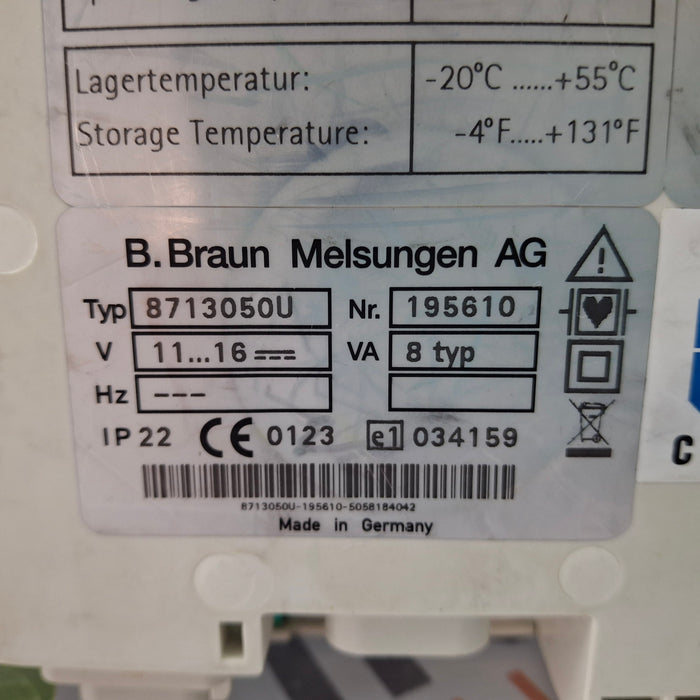 Lagertemperatur: -20°C ......+55°C
Storage Temperature: -4°F.....+131°F
B. Braun Melsungen AG
Typ 8713050U Nr. 195610
V 11...16 VA 8 typ
Hz ---
IP 22 CE 0123 e1 034159
8713050U-195610-5058184042
Made in Germany
C